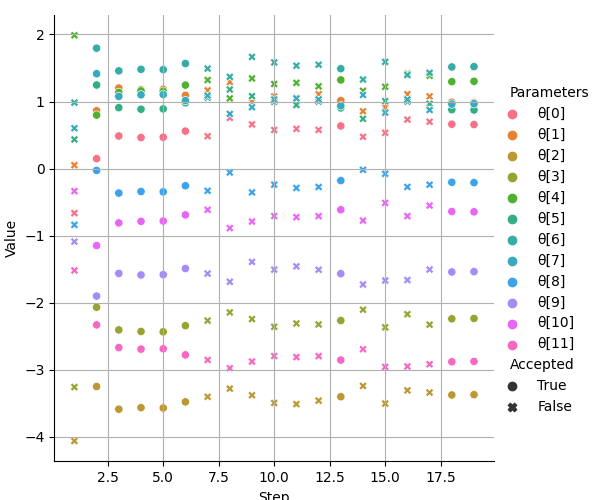 2
1
0
−1
−2
−3
−4
Value
2.5
5.0
7.5
10.0
12.5
15.0
17.5
Step
Parameters
θ[0]
θ[1]
θ[2]
θ[3]
θ[4]
θ[5]
θ[6]
θ[7]
θ[8]
θ[9]
θ[10]
θ[11]
Accepted
True
False